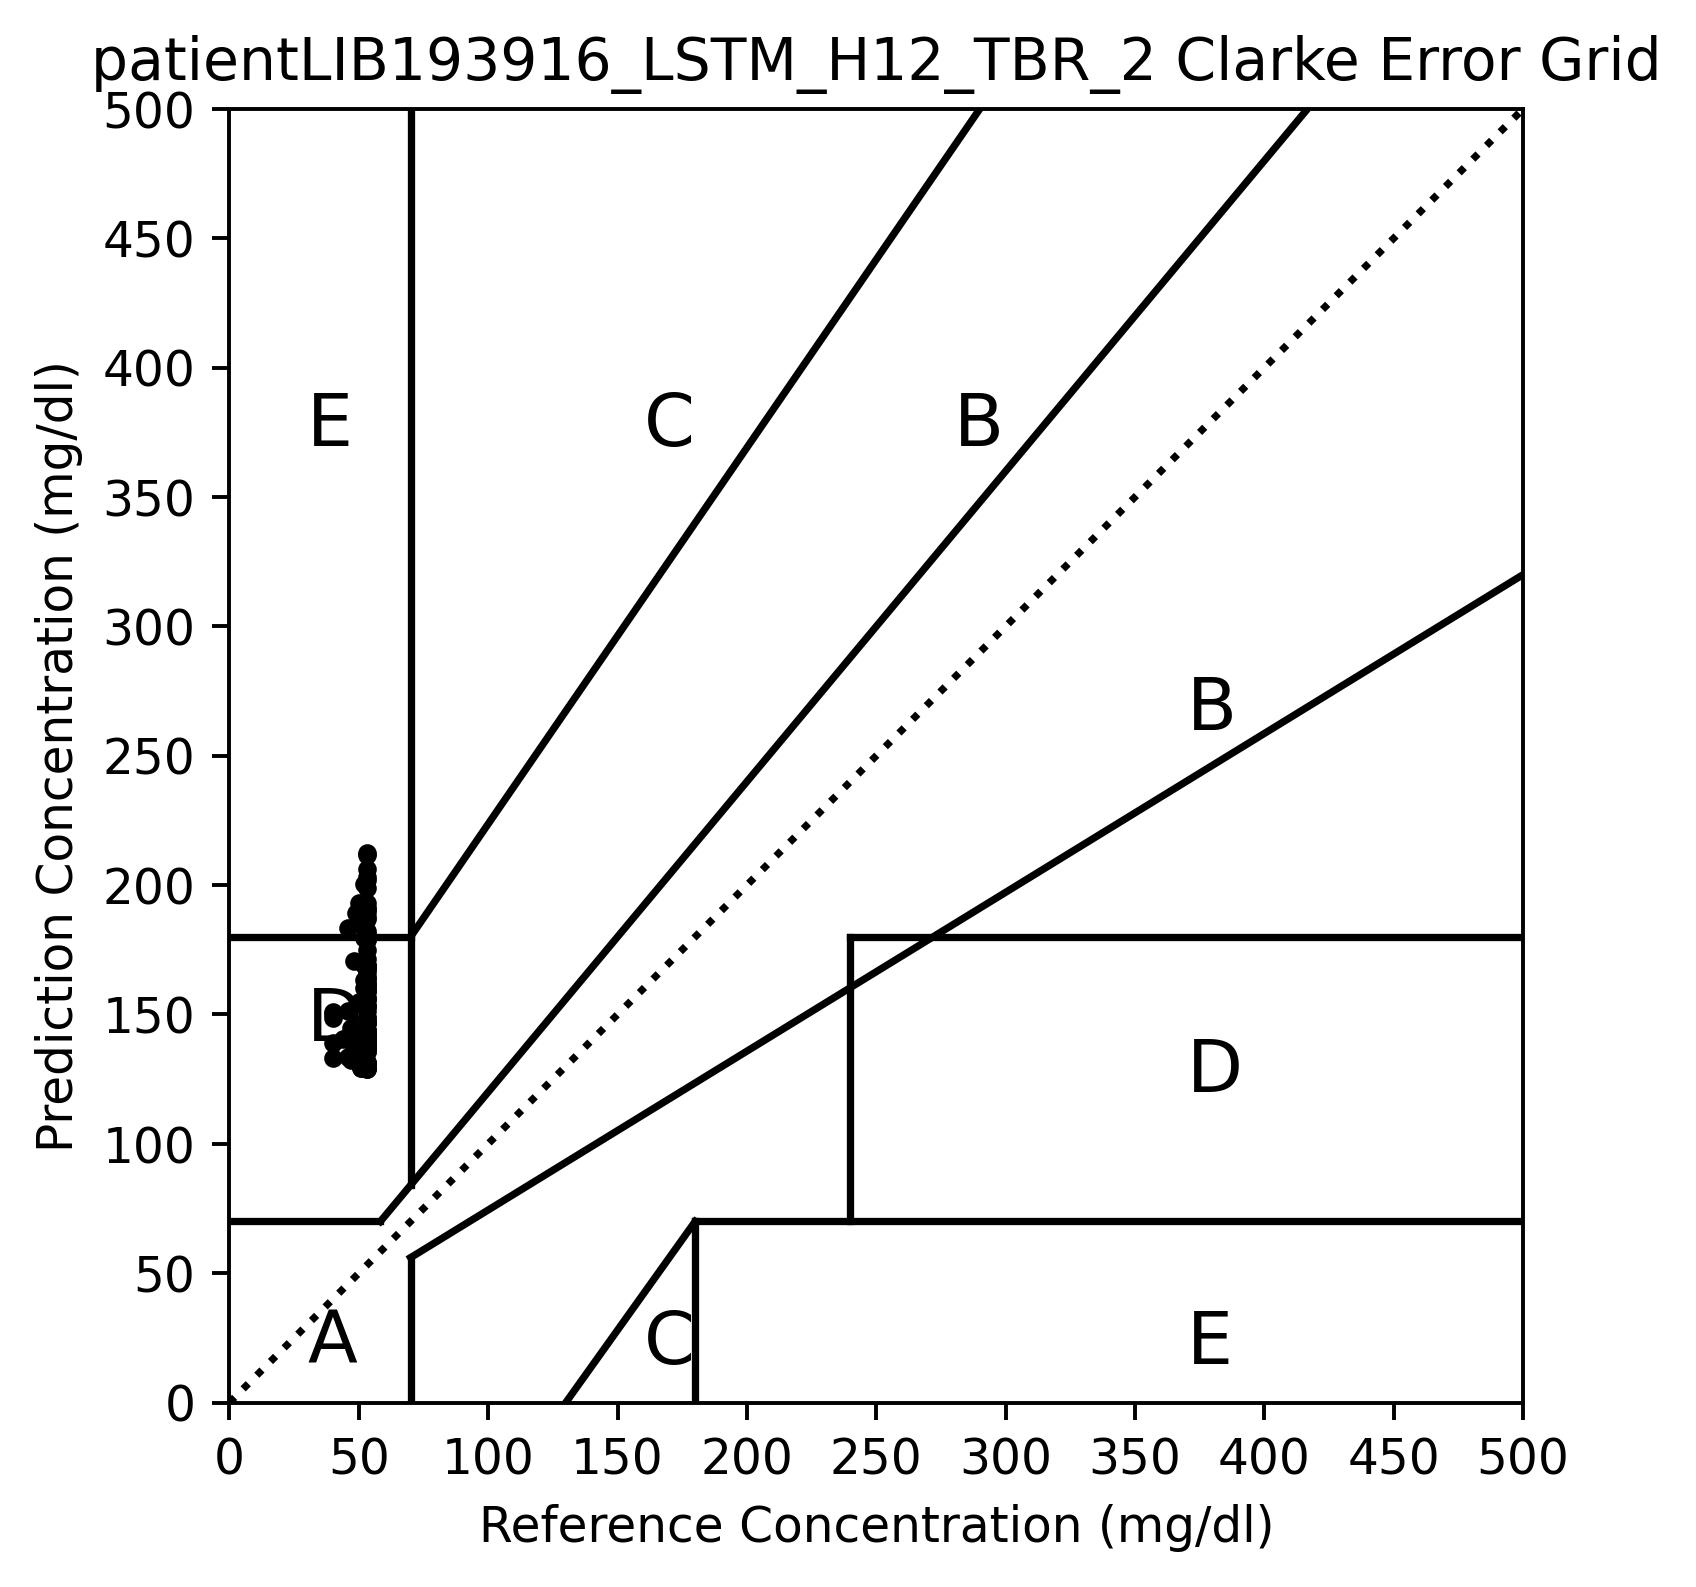 patientLIB193916_LSTM_H12_TBR_2 Clarke Error Grid
500
450
400
350
300
250
200
150
100
50
0
Prediction Concentration (mg/dl)
E
C
B
B
D
D
A
C
E
0 50 100 150 200 250 300 350 400 450 500
Reference Concentration (mg/dl)